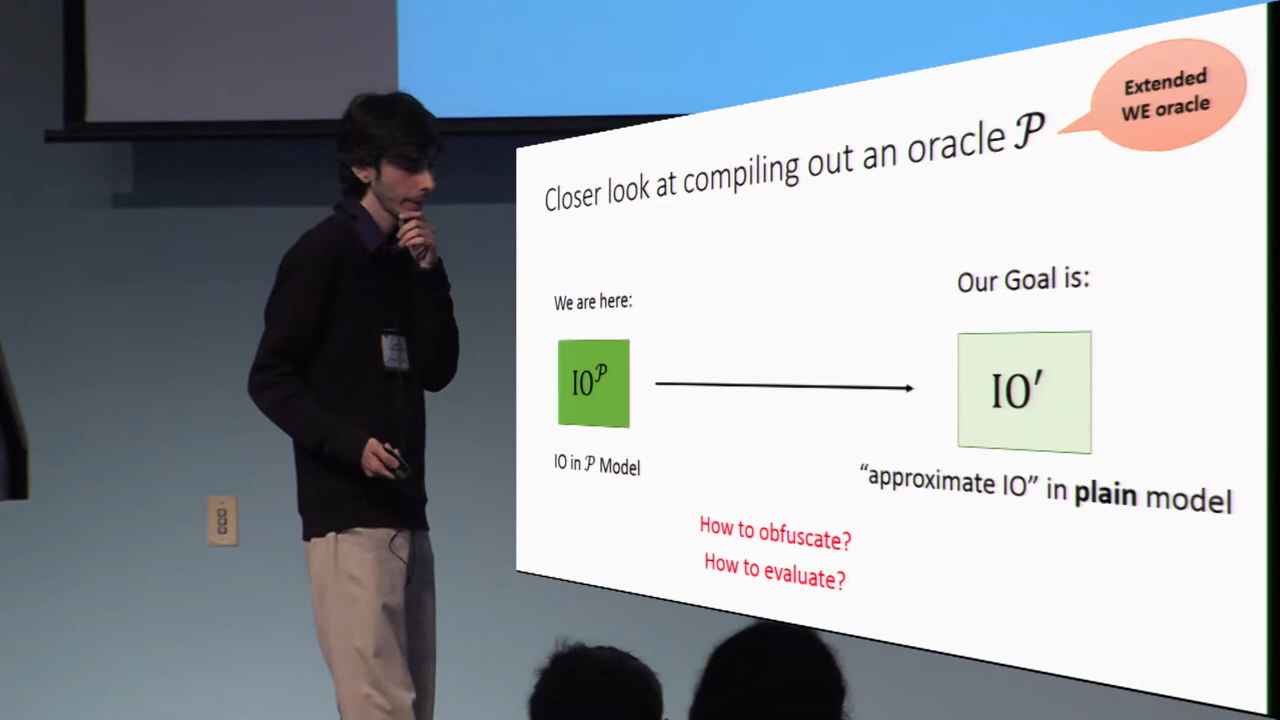 Extended
WE oracle
Closer look at compiling out an oracle 𝒫
We are here:
Our Goal is:
IO^𝒫
IO′
IO in 𝒫 Model
“approximate IO” in plain model
How to obfuscate?
How to evaluate?